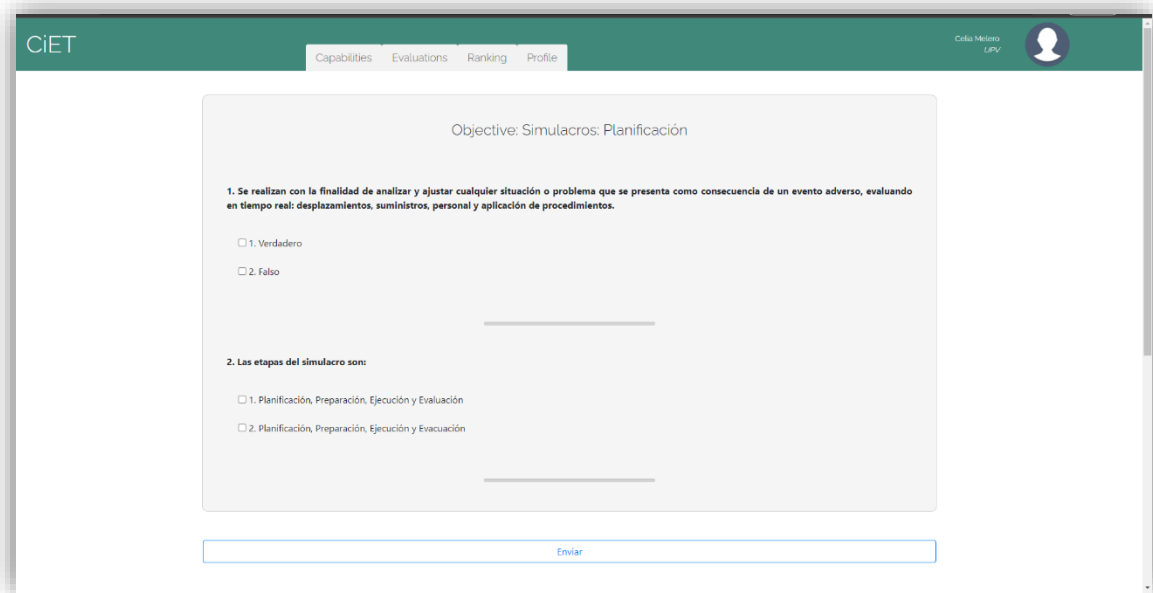 CiET
Capabilities Evaluations Ranking Profile
Celia Melero
UPV
Objective: Simulacros: Planificación
1. Se realizan con la finalidad de analizar y ajustar cualquier situación o problema que se presenta como consecuencia de un evento adverso, evaluando
en tiempo real: desplazamientos, suministros, personal y aplicación de procedimientos.
1. Verdadero
2. Falso
2. Las etapas del simulacro son:
1. Planificación, Preparación, Ejecución y Evaluación
2. Planificación, Preparación, Ejecución y Evacuación
Enviar